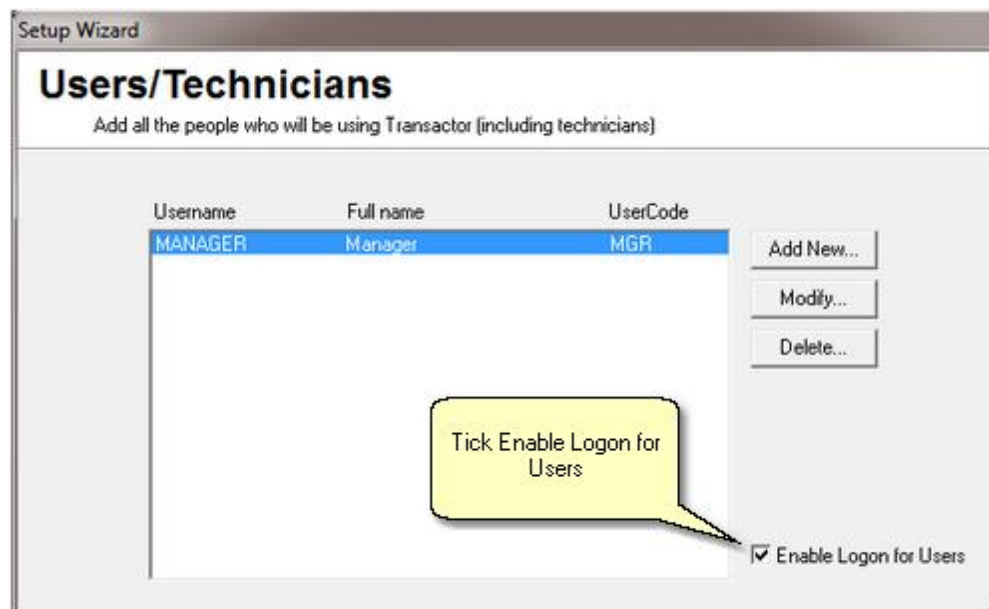 Setup Wizard
Users/Technicians
Add all the people who will be using Transactor (including technicians)
Username Full name UserCode
MANAGER Manager MGR
Add New...
Modify...
Delete...
Tick Enable Logon for
Users
Enable Logon for Users